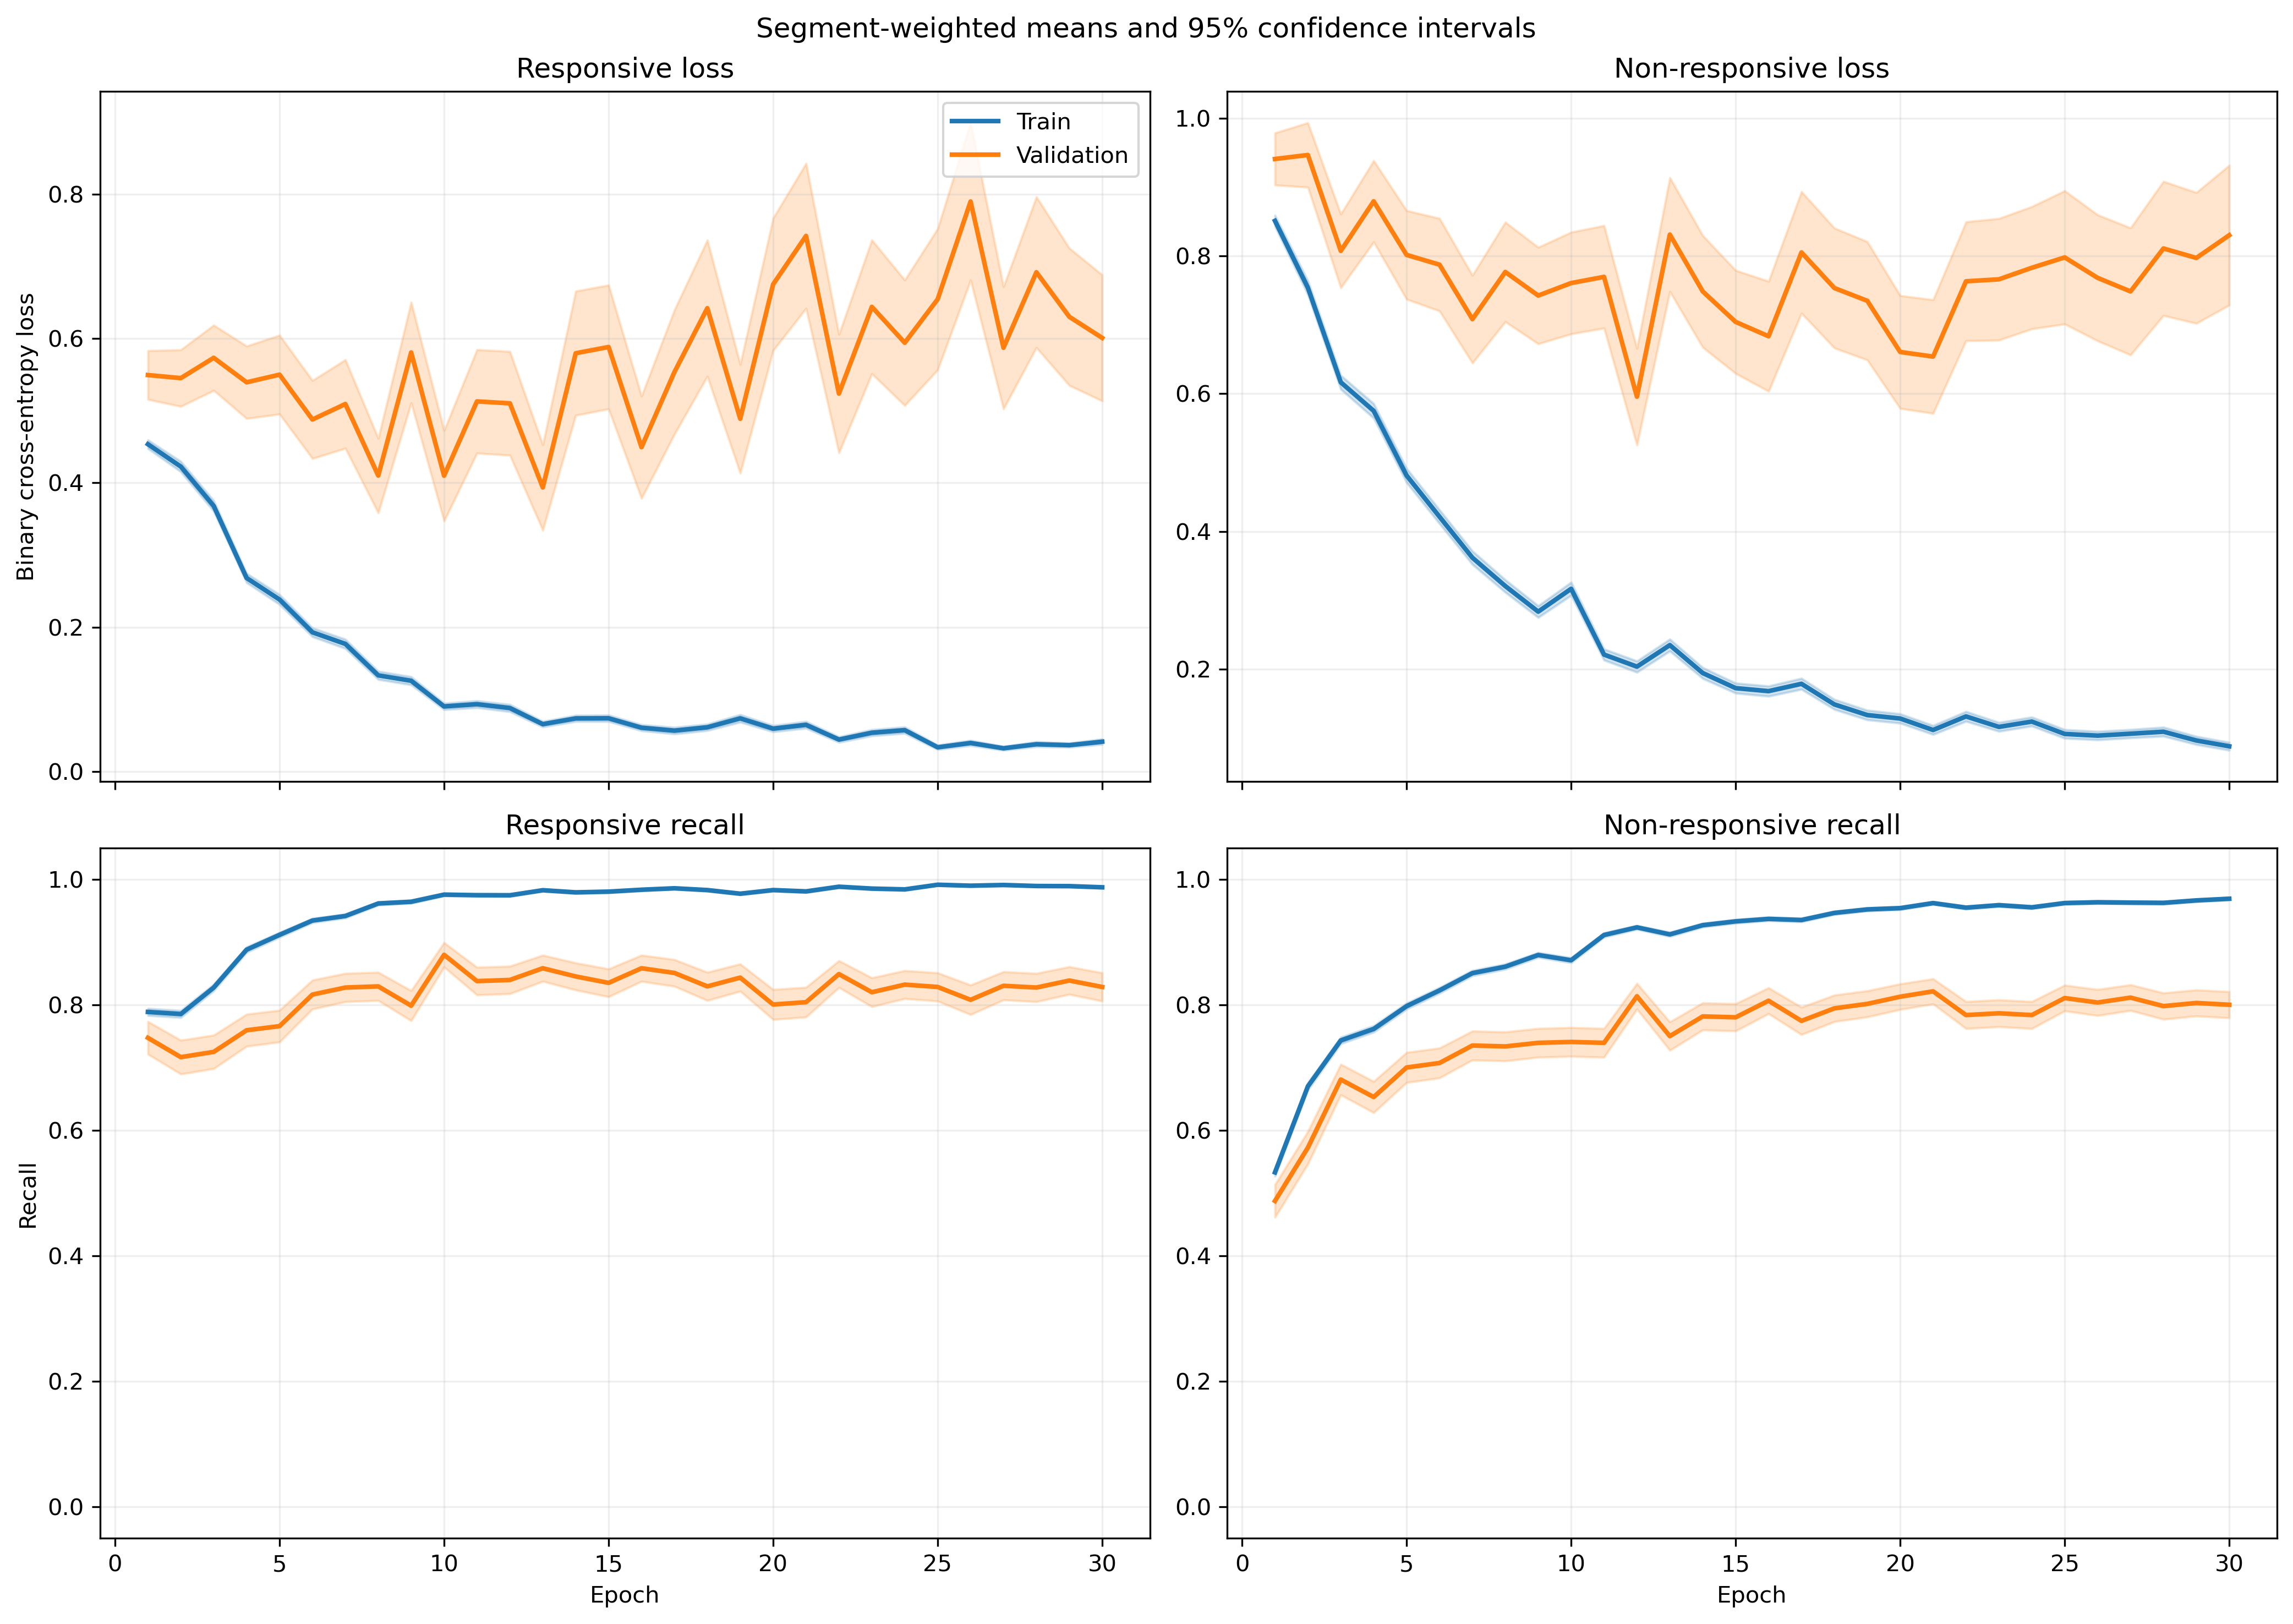 Segment-weighted means and 95% confidence intervals
Responsive loss
Non-responsive loss
Train
Validation
Binary cross-entropy loss
0.8
0.6
0.4
0.2
0.0
1.0
0.8
0.6
0.4
0.2
Responsive recall
Non-responsive recall
Recall
1.0
0.8
0.6
0.4
0.2
0.0
0 5 10 15 20 25 30
Epoch
1.0
0.8
0.6
0.4
0.2
0.0
0 5 10 15 20 25 30
Epoch